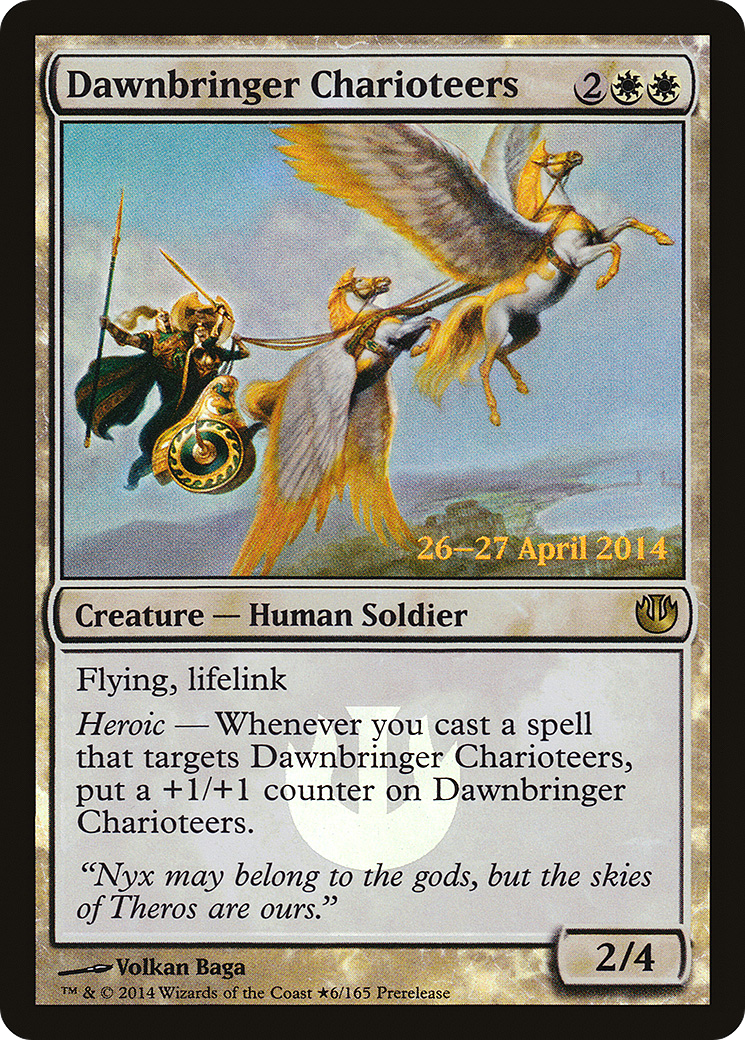 Dawnbringer Charioteers 2
26–27 April 2014
Creature — Human Soldier
Flying, lifelink
Heroic — Whenever you cast a spell
that targets Dawnbringer Charioteers,
put a +1/+1 counter on Dawnbringer
Charioteers.
“Nyx may belong to the gods, but the skies
of Theros are ours.”
2/4
Volkan Baga
™ & © 2014 Wizards of the Coast ★6/165 Prerelease